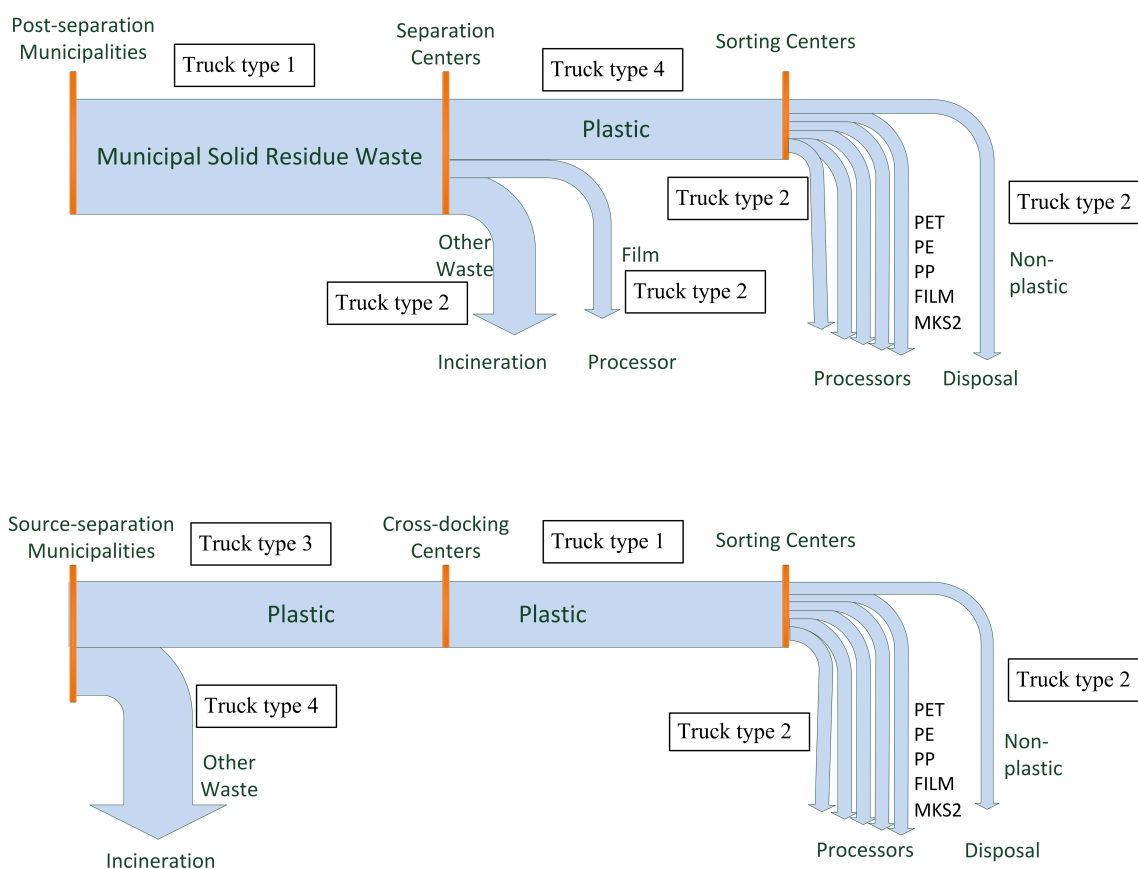 Post-separation
Municipalities
Truck type 1
Separation
Centers
Truck type 4
Sorting Centers
Municipal Solid Residue Waste
Plastic
Truck type 2
Truck type 2
PET
PE
PP
FILM
MKS2
Non-
plastic
Other
Waste
Film
Truck type 2
Truck type 2
Incineration
Processor
Processors
Disposal
Source-separation
Municipalities
Truck type 3
Cross-docking
Centers
Truck type 1
Sorting Centers
Plastic
Plastic
Truck type 4
Truck type 2
Truck type 2
PET
PE
PP
FILM
MKS2
Non-
plastic
Other
Waste
Incineration
Processors
Disposal